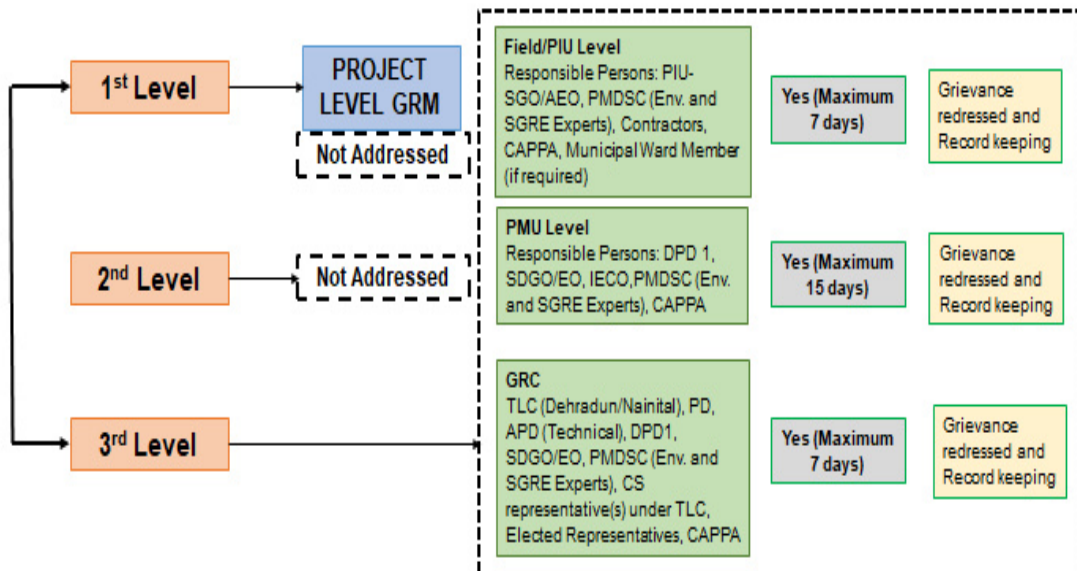 1st Level
PROJECT
LEVEL GRM
Not Addressed
Field/PIU Level
Responsible Persons: PIU-
SGO/AEO, PMDSC (Env. and
SGRE Experts), Contractors,
CAPPA, Municipal Ward Member
(if required)
Yes (Maximum
7 days)
Grievance
redressed and
Record keeping
2nd Level
Not Addressed
PMU Level
Responsible Persons: DPD 1,
SDGO/EO, IECO,PMDSC (Env.
and SGRE Experts), CAPPA
Yes (Maximum
15 days)
Grievance
redressed and
Record keeping
3rd Level
GRC
TLC (Dehradun/Nainital), PD,
APD (Technical), DPD1,
SDGO/EO, PMDSC (Env. and
SGRE Experts), CS
representative(s) under TLC,
Elected Representatives, CAPPA
Yes (Maximum
7 days)
Grievance
redressed and
Record keeping